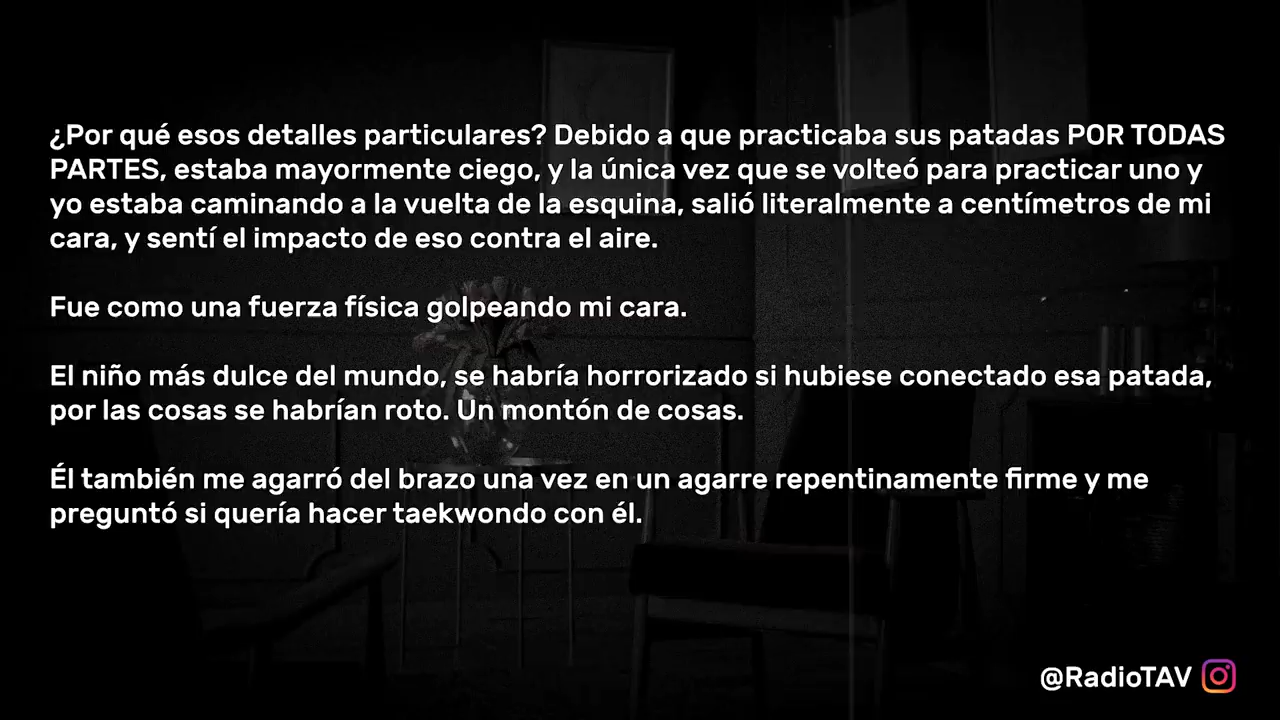 ¿Por qué esos detalles particulares? Debido a que practicaba sus patadas POR TODAS
PARTES, estaba mayormente ciego, y la única vez que se volteó para practicar uno y
yo estaba caminando a la vuelta de la esquina, salió literalmente a centímetros de mi
cara, y sentí el impacto de eso contra el aire.
Fue como una fuerza física golpeando mi cara.
El niño más dulce del mundo, se habría horrorizado si hubiese conectado esa patada,
por las cosas se habrían roto. Un montón de cosas.
Él también me agarró del brazo una vez en un agarre repentinamente firme y me
preguntó si quería hacer taekwondo con él.
@RadioTAV